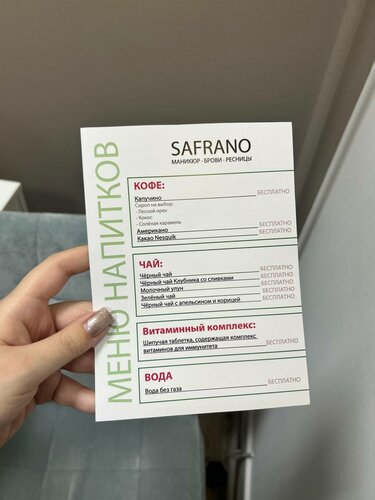 МЕНЮ НАПИТКОВ
SAFRANO
МАНИКЮР · БРОВИ · РЕСНИЦЫ
КОФЕ:
Капучино БЕСПЛАТНО
Сироп на выбор:
- Лесной орех
- Кокос
- Солёная карамель
Американо БЕСПЛАТНО
Какао Nesquik БЕСПЛАТНО
ЧАЙ:
Чёрный чай БЕСПЛАТНО
Чёрный чай Клубника со сливками БЕСПЛАТНО
Молочный улун БЕСПЛАТНО
Зелёный чай БЕСПЛАТНО
Чёрный чай с апельсином и корицей БЕСПЛАТНО
Витаминный комплекс:
Шипучая таблетка, содержащая комплекс
витаминов для иммунитета БЕСПЛАТНО
ВОДА
Вода без газа БЕСПЛАТНО